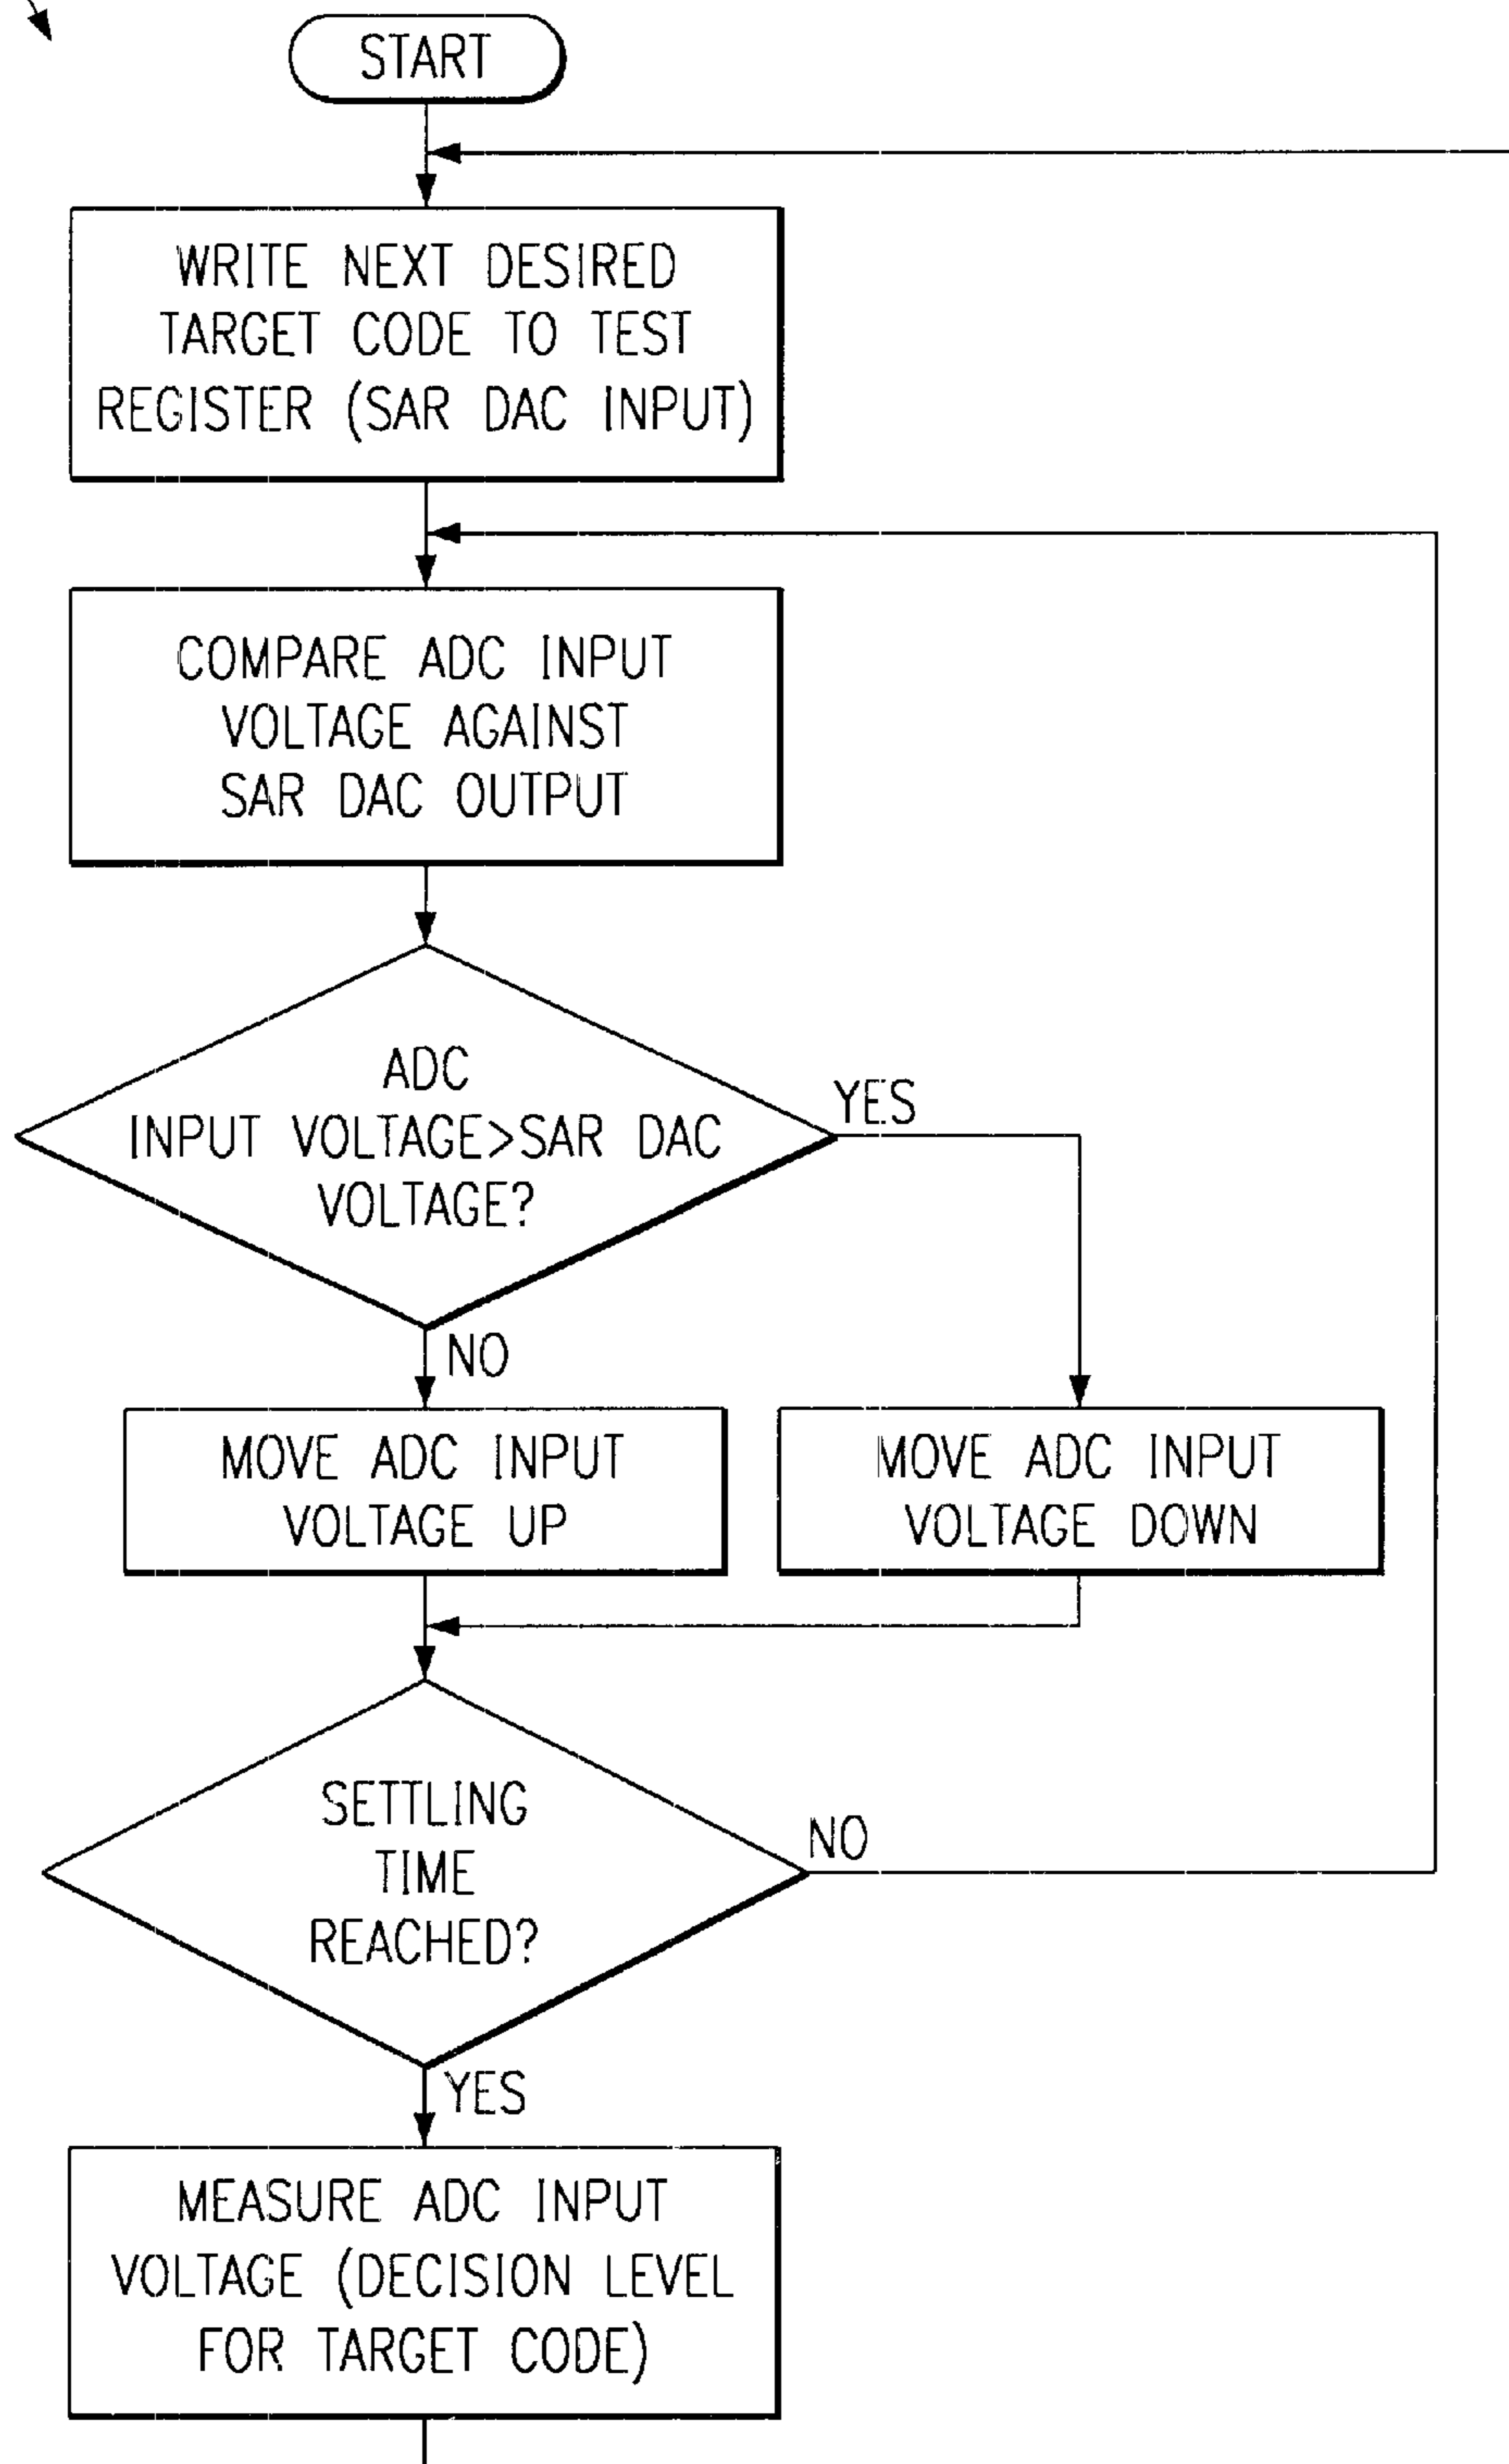 START
WRITE NEXT DESIRED
TARGET CODE TO TEST
REGISTER (SAR DAC INPUT)
COMPARE ADC INPUT
VOLTAGE AGAINST
SAR DAC OUTPUT
ADC
INPUT VOLTAGE>SAR DAC
VOLTAGE?
YES
NO
MOVE ADC INPUT
VOLTAGE UP
MOVE ADC INPUT
VOLTAGE DOWN
SETTLING
TIME
REACHED?
NO
YES
MEASURE ADC INPUT
VOLTAGE (DECISION LEVEL
FOR TARGET CODE)